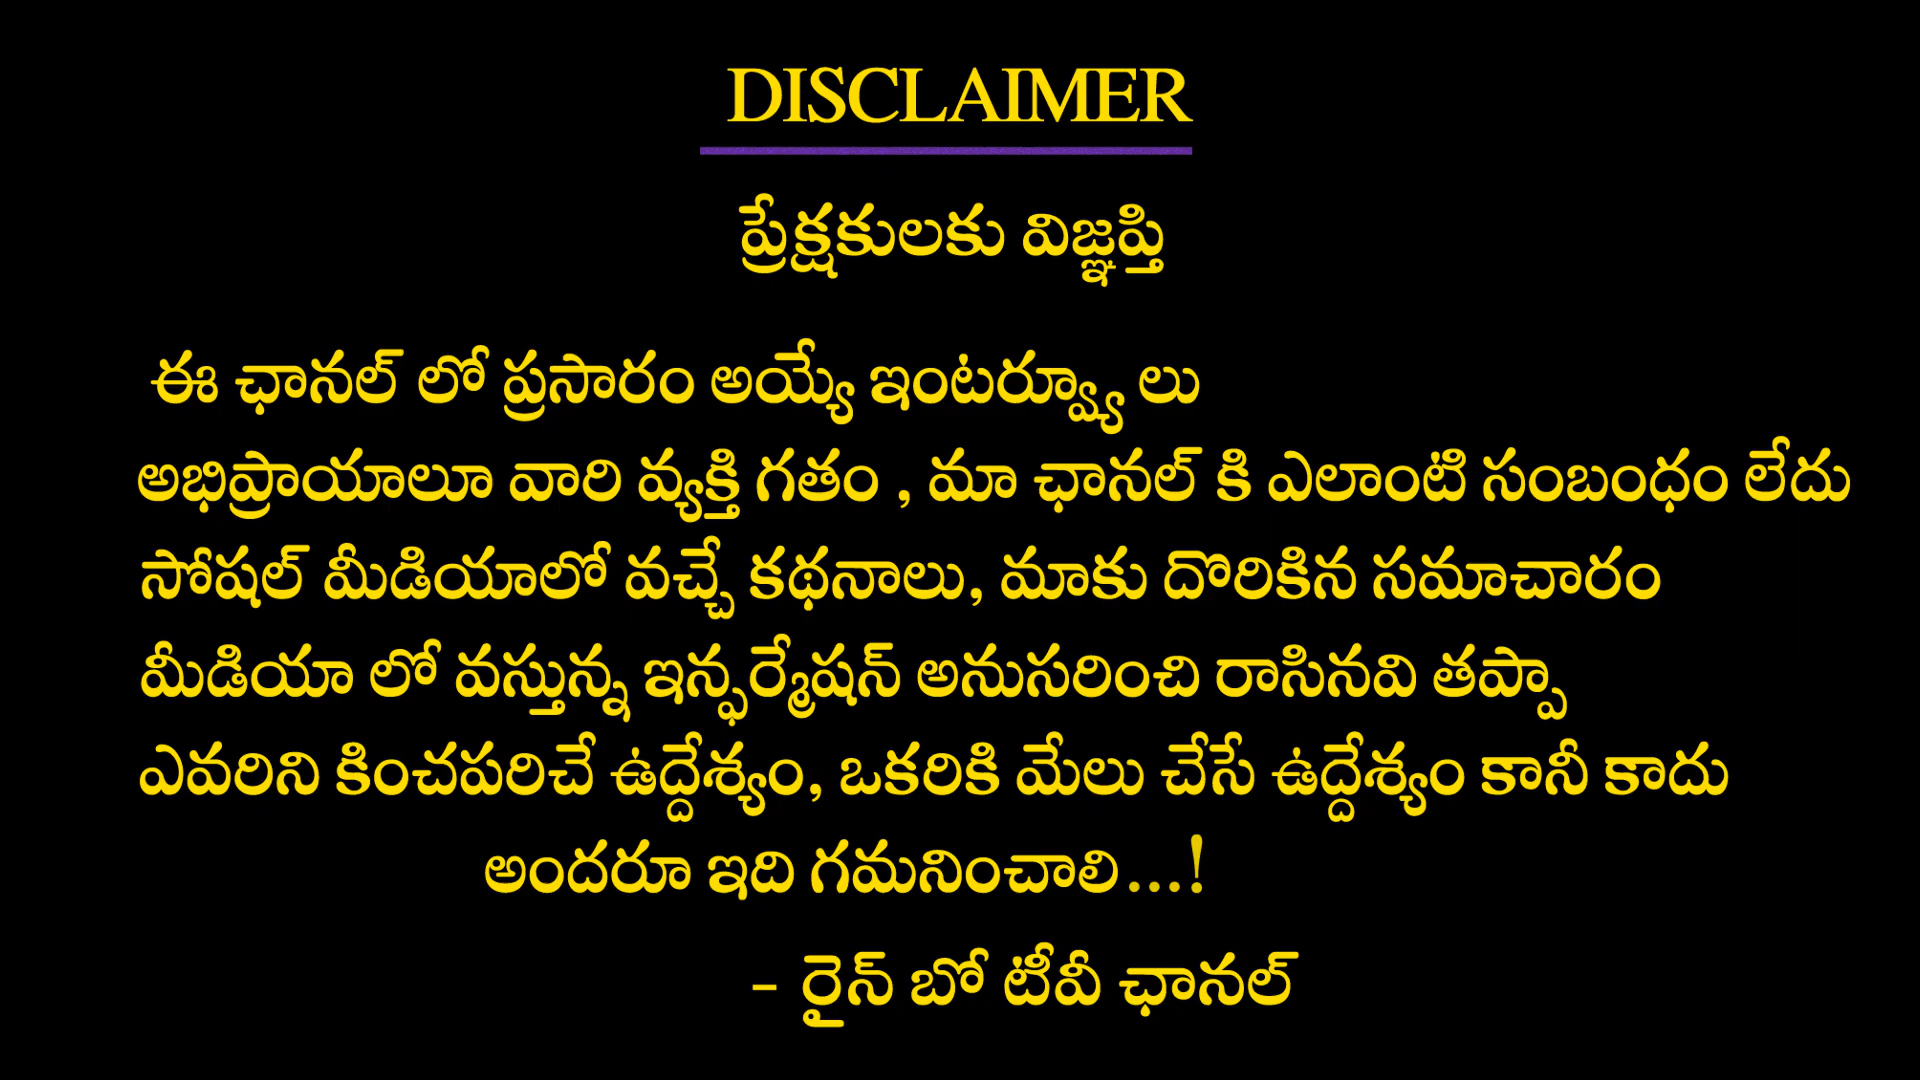 DISCLAIMER
ప్రేక్షకులకు విజ్ఞప్తి
ఈ ఛానల్ లో ప్రసారం అయ్యే ఇంటర్వ్యూ లు
అభిప్రాయాలూ వారి వ్యక్తి గతం , మా ఛానల్ కి ఎలాంటి సంబంధం లేదు
సోషల్ మీడియాలో వచ్చే కథనాలు, మాకు దొరికిన సమాచారం
మీడియా లో వస్తున్న ఇన్ఫర్మేషన్ అనుసరించి రాసినవి తప్పా
ఎవరిని కించపరిచే ఉద్దేశ్యం, ఒకరికి మేలు చేసే ఉద్దేశ్యం కానీ కాదు
అందరూ ఇది గమనించాలి...!
- రైన్ బో టీవీ ఛానల్